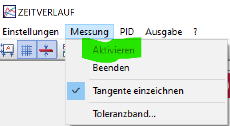 ZEITVERLAUF
Einstellungen Messung PID Ausgabe ?
Aktivieren
Beenden
Tangente einzeichnen
Toleranzband...